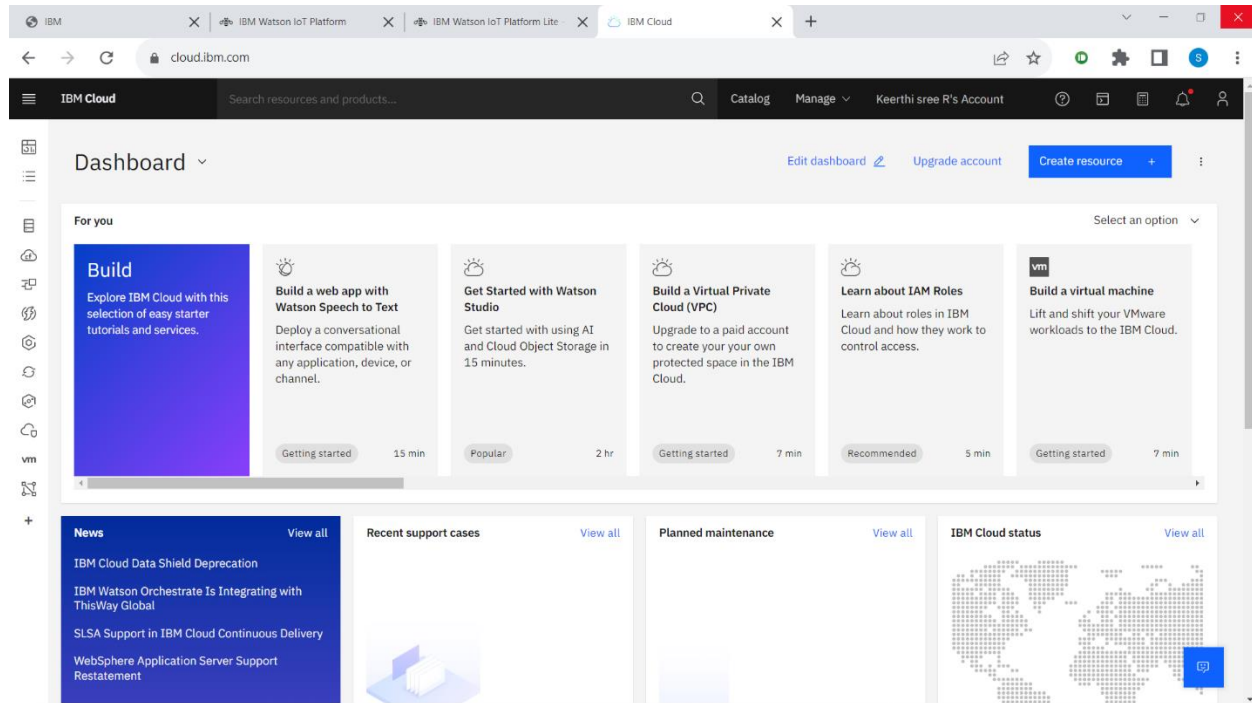 IBM
IBM Watson IoT Platform
IBM Watson IoT Platform Lite -
IBM Cloud
cloud.ibm.com
S
IBM Cloud
Search resources and products...
Catalog
Manage
Keerthi sree R's Account
Dashboard
Edit dashboard
Upgrade account
Create resource +
For you
Select an option
Build
Explore IBM Cloud with this
selection of easy starter
tutorials and services.
Build a web app with
Watson Speech to Text
Deploy a conversational
interface compatible with
any application, device, or
channel.
Getting started
15 min
Get Started with Watson
Studio
Get started with using AI
and Cloud Object Storage in
15 minutes.
Popular
2 hr
Build a Virtual Private
Cloud (VPC)
Upgrade to a paid account
to create your your own
protected space in the IBM
Cloud.
Getting started
7 min
Learn about IAM Roles
Learn about roles in IBM
Cloud and how they work to
control access.
Recommended
5 min
vm
Build a virtual machine
Lift and shift your VMware
workloads to the IBM Cloud.
Getting started
7 min
vm
News
View all
IBM Cloud Data Shield Deprecation
IBM Watson Orchestrate Is Integrating with
ThisWay Global
SLSA Support in IBM Cloud Continuous Delivery
WebSphere Application Server Support
Restatement
Recent support cases
View all
Planned maintenance
View all
IBM Cloud status
View all